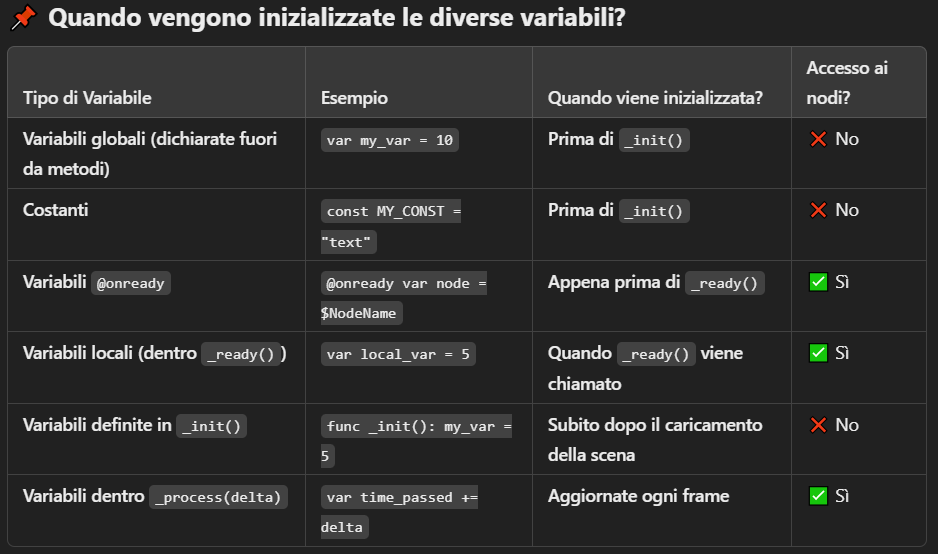 📌 Quando vengono inizializzate le diverse variabili?
Tipo di Variabile
Esempio
Quando viene inizializzata?
Accesso ai
nodi?
Variabili globali (dichiarate fuori
da metodi)
var my_var = 10
Prima di _init()
❌ No
Costanti
const MY_CONST =
"text"
Prima di _init()
❌ No
Variabili @onready
@onready var node =
$NodeName
Appena prima di _ready()
✅ Sì
Variabili locali (dentro _ready())
var local_var = 5
Quando _ready() viene
chiamato
✅ Sì
Variabili definite in _init()
func _init(): my_var =
5
Subito dopo il caricamento
della scena
❌ No
Variabili dentro _process(delta)
var time_passed +=
delta
Aggiornate ogni frame
✅ Sì